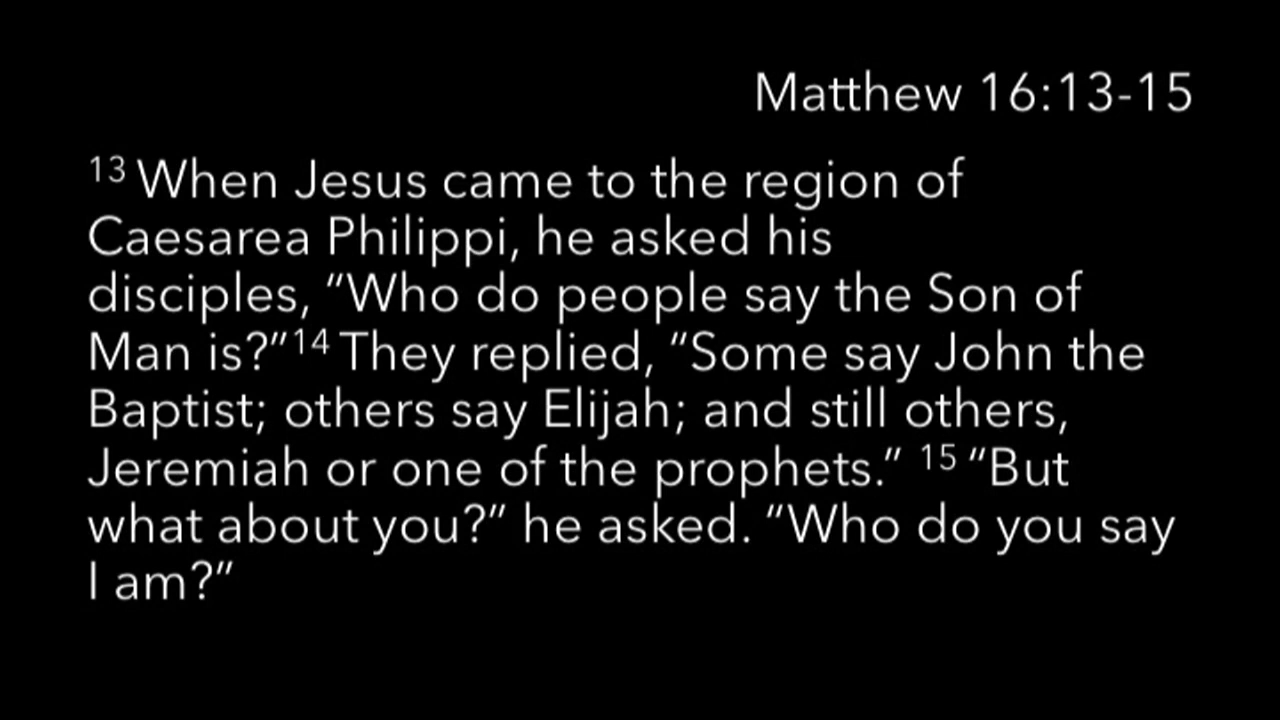 Matthew 16:13-15
13 When Jesus came to the region of
Caesarea Philippi, he asked his
disciples, “Who do people say the Son of
Man is?”14 They replied, “Some say John the
Baptist; others say Elijah; and still others,
Jeremiah or one of the prophets.” 15 “But
what about you?” he asked. “Who do you say
I am?”